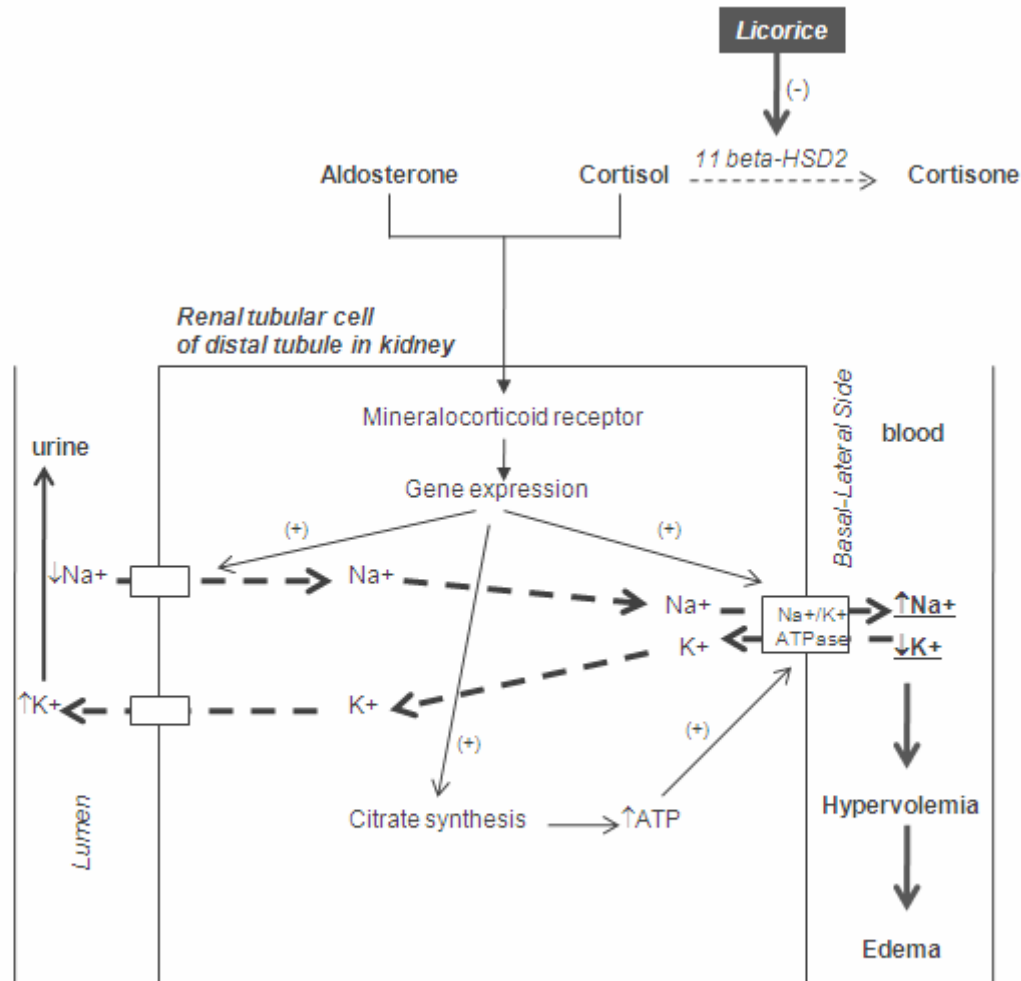 Licorice
(-)
11 beta-HSD2
Aldosterone
Cortisol
Cortisone
Renal tubular cell
of distal tubule in kidney
Mineralocorticoid receptor
Gene expression
(+)
(+)
urine
Basal-Lateral Side
blood
↓Na+
Na+
Na+
Na+/K+
ATPase
↑Na+
K+
↓K+
↑K+
K+
(+)
(+)
Lumen
Citrate synthesis
↑ATP
Hypervolemia
Edema